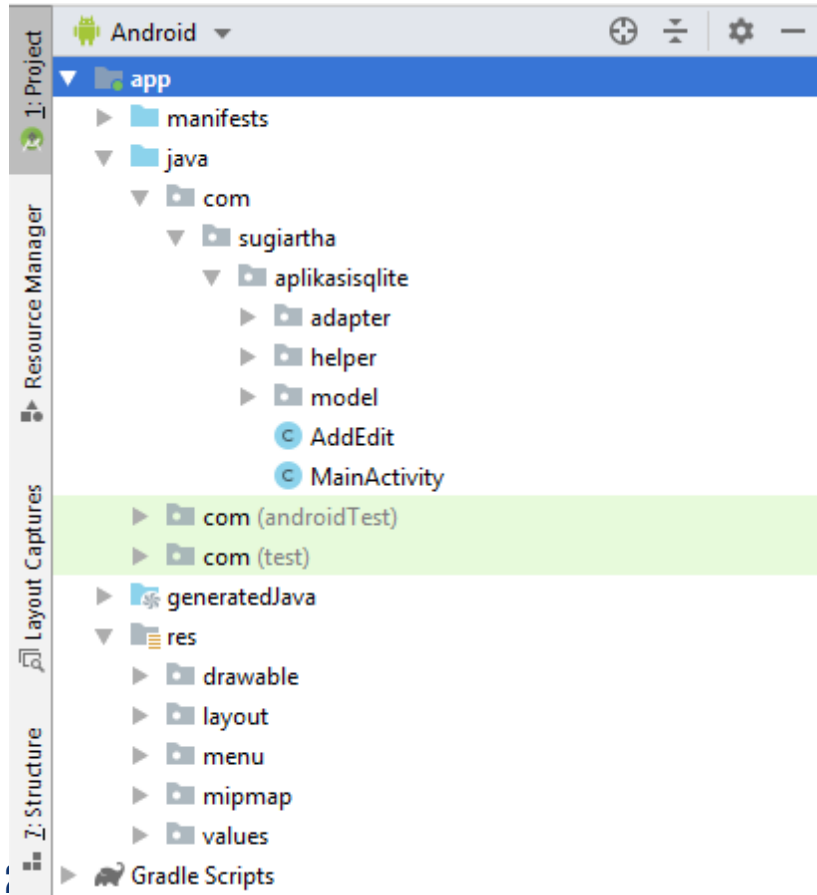 Android
app
manifests
java
com
sugiartha
aplikasisqlite
adapter
helper
model
AddEdit
MainActivity
com (androidTest)
com (test)
generatedJava
res
drawable
layout
menu
mipmap
values
Gradle Scripts
1: Project
Resource Manager
Layout Captures
7: Structure